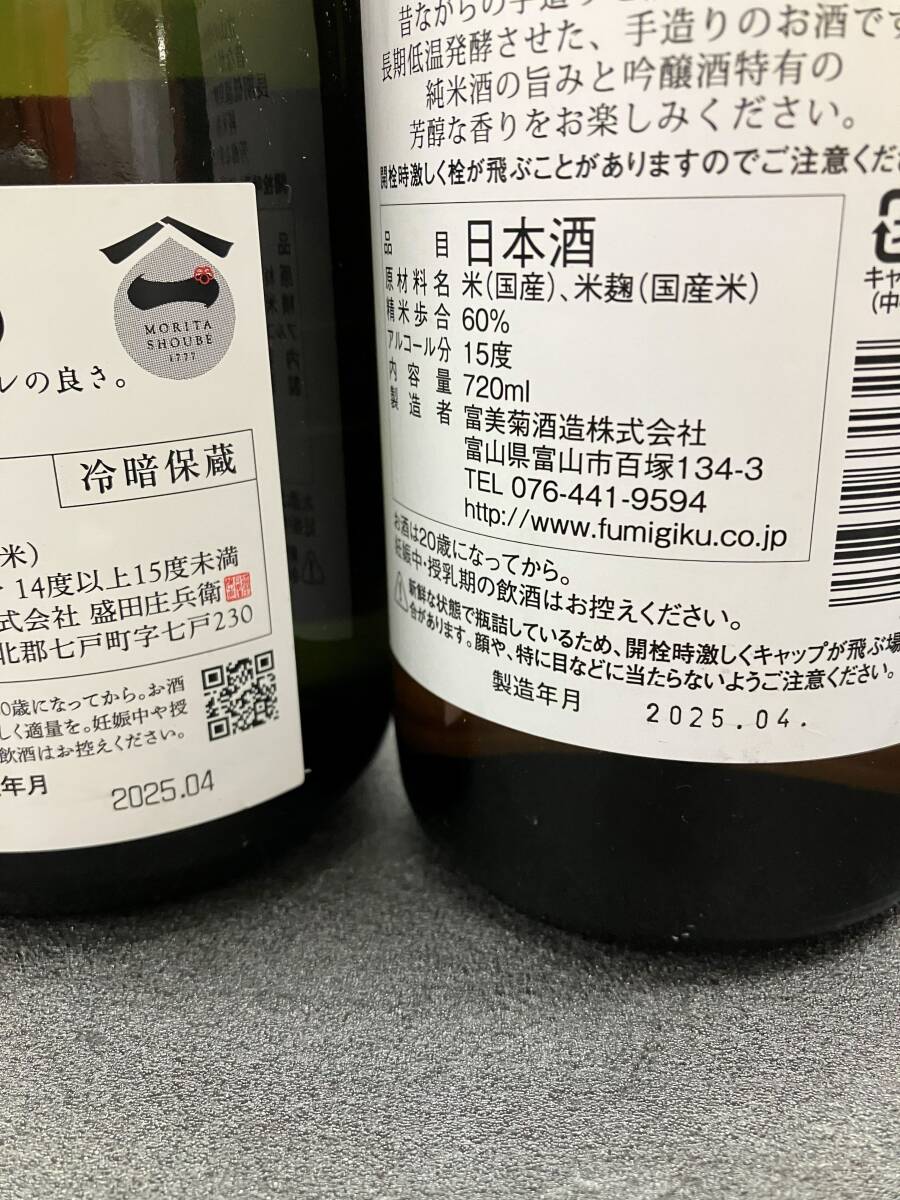 MORITA
SHOUBE
1777
レの良さ。
冷暗保蔵
米)
14度以上15度未満
式会社 盛田庄兵衛
北郡七戸町字七戸230
0歳になってから。お酒
しく適量を。妊娠中や授
飲酒はお控えください。
年月
2025.04
昔ながらの手造り
長期低温発酵させた、手造りのお酒です
純米酒の旨みと吟醸酒特有の
芳醇な香りをお楽しみください。
開栓時激しく栓が飛ぶことがありますのでご注意くだ
品目 日本酒
原材料名 米(国産)、米麹(国産米)
精米歩合 60%
アルコール分 15度
内容量 720ml
製造者 富美菊酒造株式会社
富山県富山市百塚134-3
TEL 076-441-9594
http://www.fumigiku.co.jp
お酒は20歳になってから。
妊娠中・授乳期の飲酒はお控えください。
新鮮な状態で瓶詰しているため、開栓時激しくキャップが飛ぶ場
合があります。顔や、特に目などに当たらないようご注意ください。
製造年月 2025.04.
キャ
(中